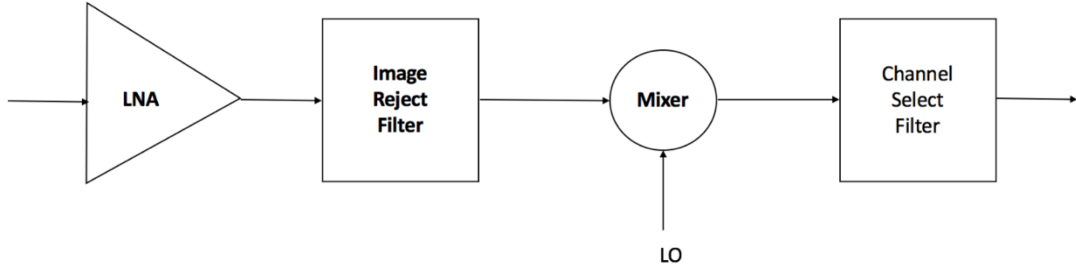 LNA
Image
Reject
Filter
Mixer
Channel
Select
Filter
LO